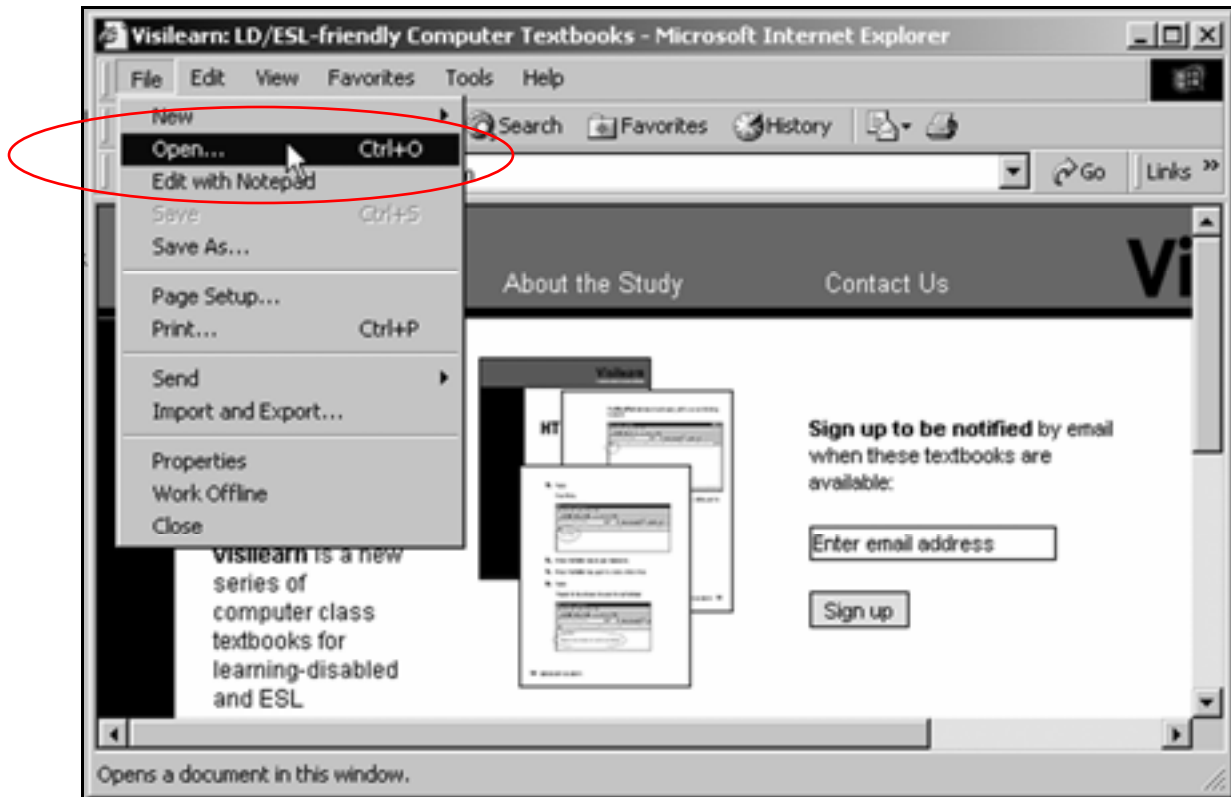 Visilearn: LD/ESL-friendly Computer Textbooks - Microsoft Internet Explorer
File Edit View Favorites Tools Help
New
Search Favorites History
Open... Ctrl+O
Edit with Notepad
Go Links »
Save Ctrl+S
Save As...
Page Setup...
Print... Ctrl+P
Send
Import and Export...
Properties
Work Offline
Close
About the Study Contact Us Vi
Visilearn is a new
series of
computer class
textbooks for
learning-disabled
and ESL
Visilearn
HT
Sign up to be notified by email
when these textbooks are
available:
Enter email address
Sign up
Opens a document in this window.